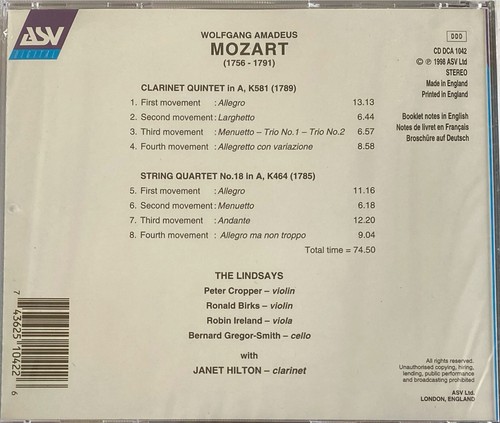 ASV
DIGITAL
WOLFGANG AMADEUS
MOZART
(1756 - 1791)
DDD
CD DCA 1042
© ℗ 1998 ASV Ltd
STEREO
Made in England
Printed in England
Booklet notes in English
Notes de livret en Français
Broschüre auf Deutsch
CLARINET QUINTET in A, K581 (1789)
1. First movement : Allegro 13.13
2. Second movement : Larghetto 6.44
3. Third movement : Menuetto – Trio No.1 – Trio No.2 6.57
4. Fourth movement : Allegretto con variazione 8.58
STRING QUARTET No.18 in A, K464 (1785)
5. First movement : Allegro 11.16
6. Second movement : Menuetto 6.18
7. Third movement : Andante 12.20
8. Fourth movement : Allegro ma non troppo 9.04
Total time = 74.50
THE LINDSAYS
Peter Cropper – violin
Ronald Birks – violin
Robin Ireland – viola
Bernard Gregor-Smith – cello
with
JANET HILTON – clarinet
7 43625 10422 6
All rights reserved.
Unauthorised copying, hiring,
lending, public performance
and broadcasting prohibited
ASV Ltd.
LONDON, ENGLAND